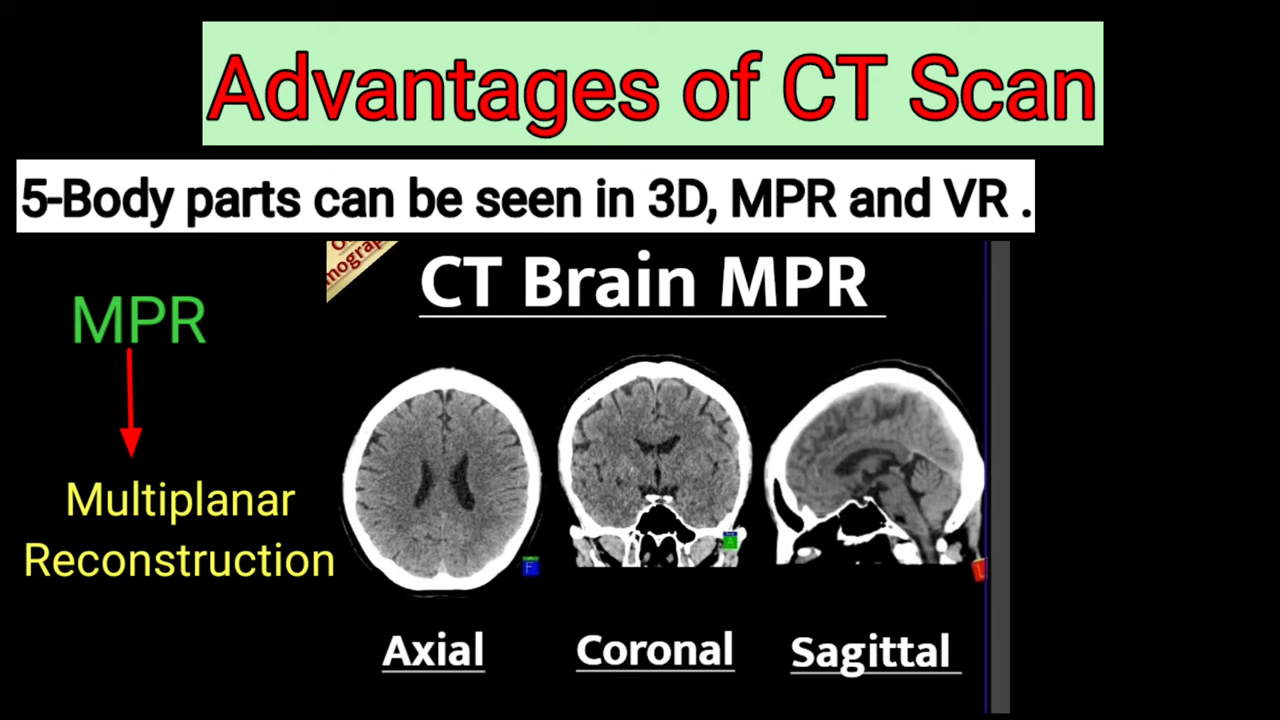 Advantages of CT Scan
5-Body parts can be seen in 3D, MPR and VR .
CT Brain MPR
MPR
Multiplanar
Reconstruction
F
A
L
Axial
Coronal
Sagittal